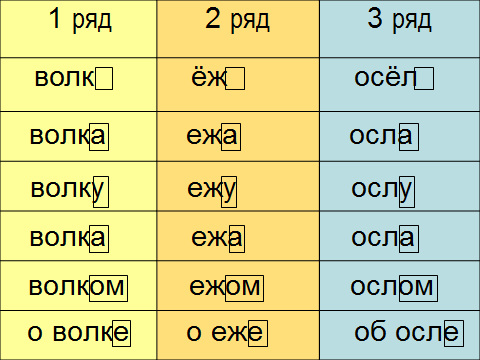 1 ряд 2 ряд 3 ряд
волк ёж осёл
волка ежа осла
волку ежу ослу
волка ежа осла
волком ежом ослом
о волке о еже об осле